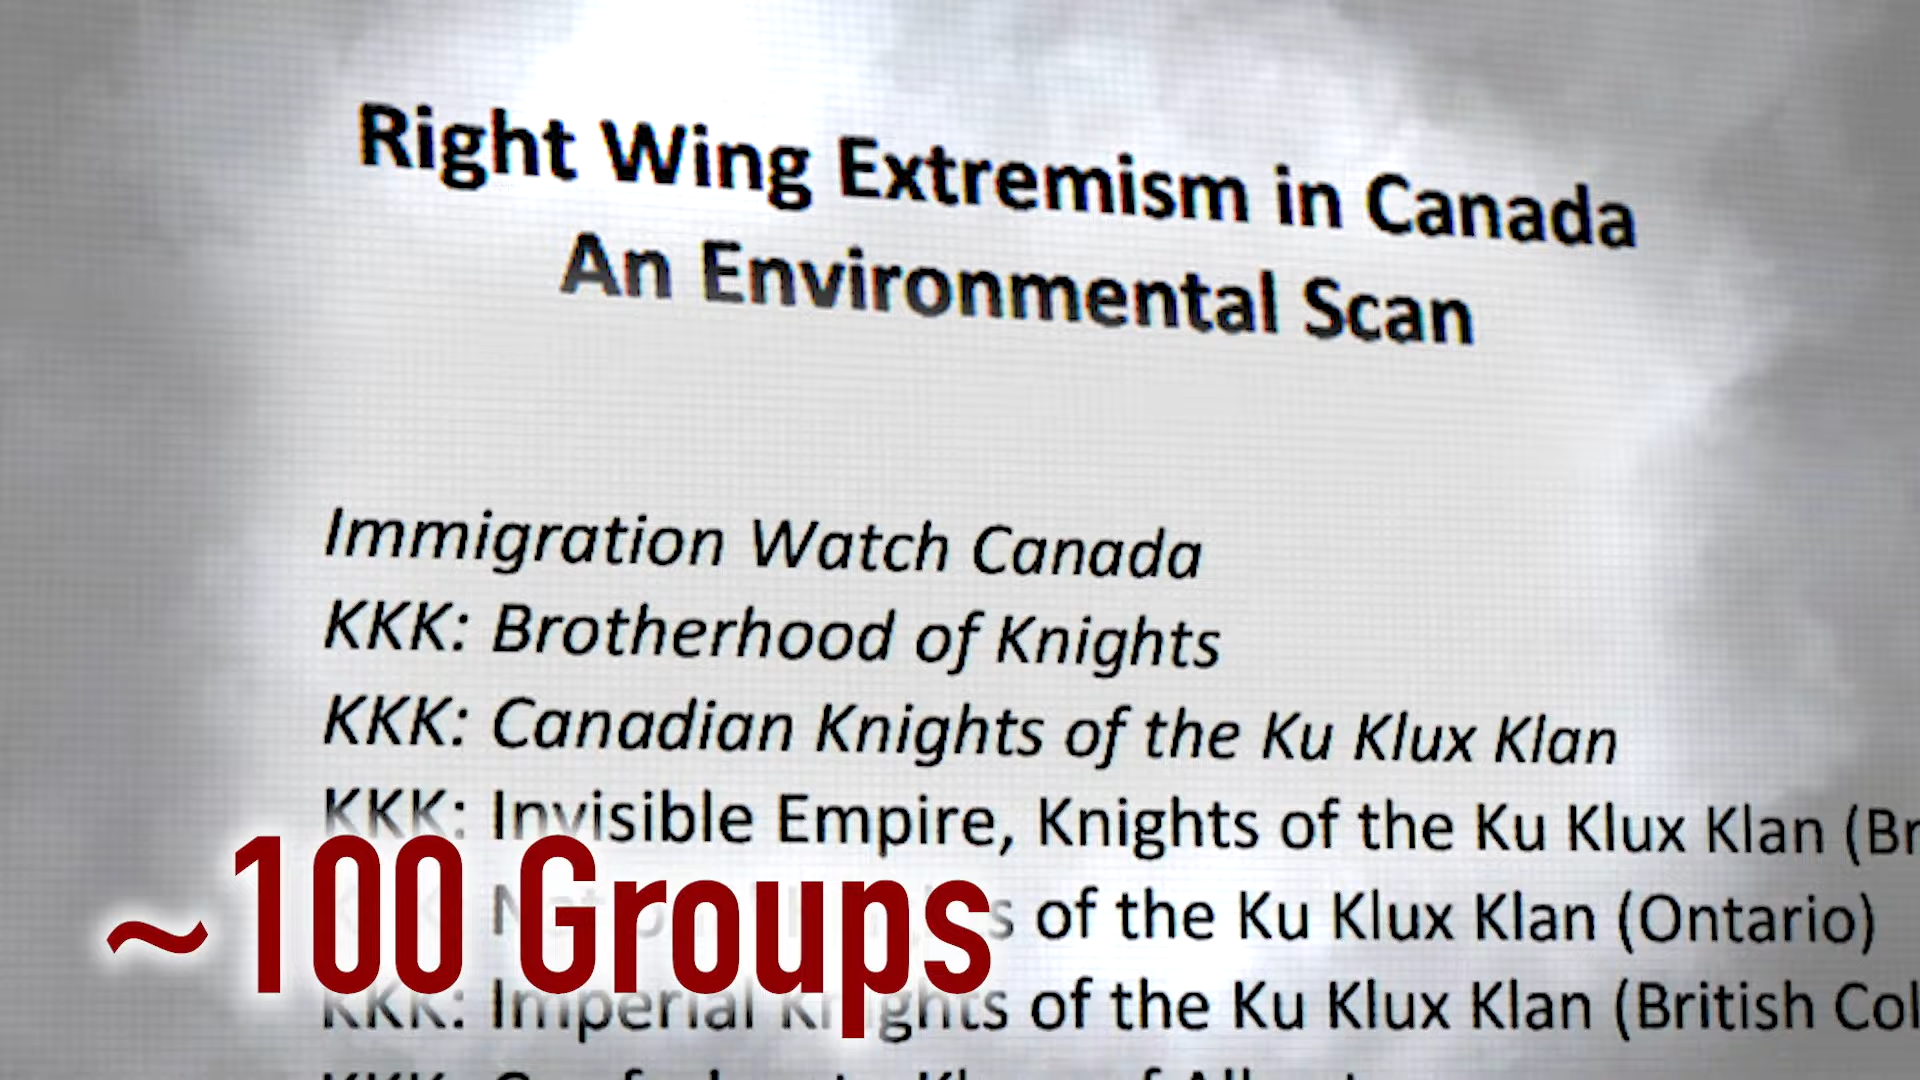 Right Wing Extremism in Canada
An Environmental Scan
Immigration Watch Canada
KKK: Brotherhood of Knights
KKK: Canadian Knights of the Ku Klux Klan
KKK: Invisible Empire, Knights of the Ku Klux Klan (Br
of the Ku Klux Klan (Ontario)
KKK: Imperial Knights of the Ku Klux Klan (British Col
~100 Groups